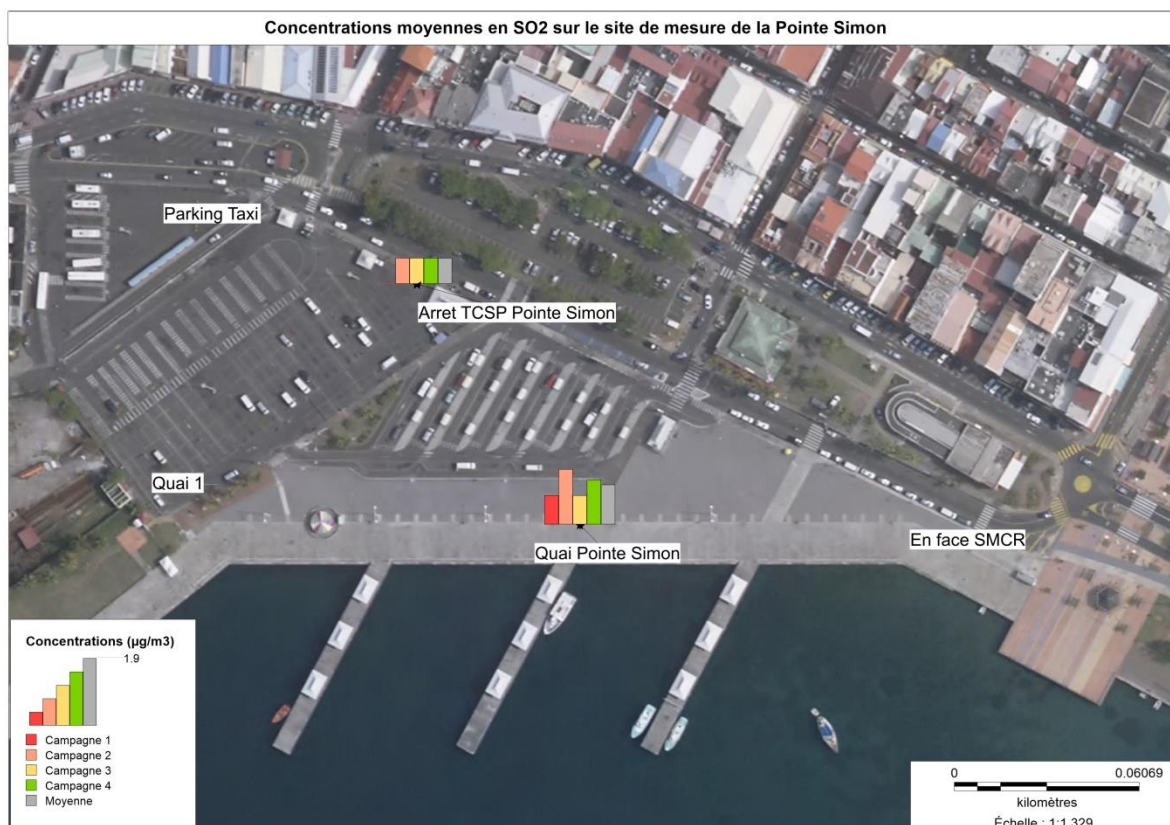 Concentrations moyennes en SO2 sur le site de mesure de la Pointe Simon
Parking Taxi
Arret TCSP Pointe Simon
Quai 1
Quai Pointe Simon
En face SMCR
Concentrations (µg/m3)
1.9
Campagne 1
Campagne 2
Campagne 3
Campagne 4
Moyenne
0 0.06069
kilomètres
Échelle : 1:1 329